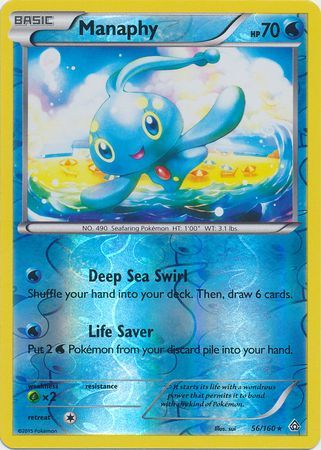 BASIC
Manaphy
HP 70
NO. 490 Seafaring Pokémon HT: 1'00" WT: 3.1 lbs.
Deep Sea Swirl
Shuffle your hand into your deck. Then, draw 6 cards.
Life Saver
Put 2 Pokémon from your discard pile into your hand.
weakness
resistance
×2
retreat
It starts its life with a wondrous
power that permits it to bond
with any kind of Pokémon.
©2015 Pokémon
Illus. sui
56/160★